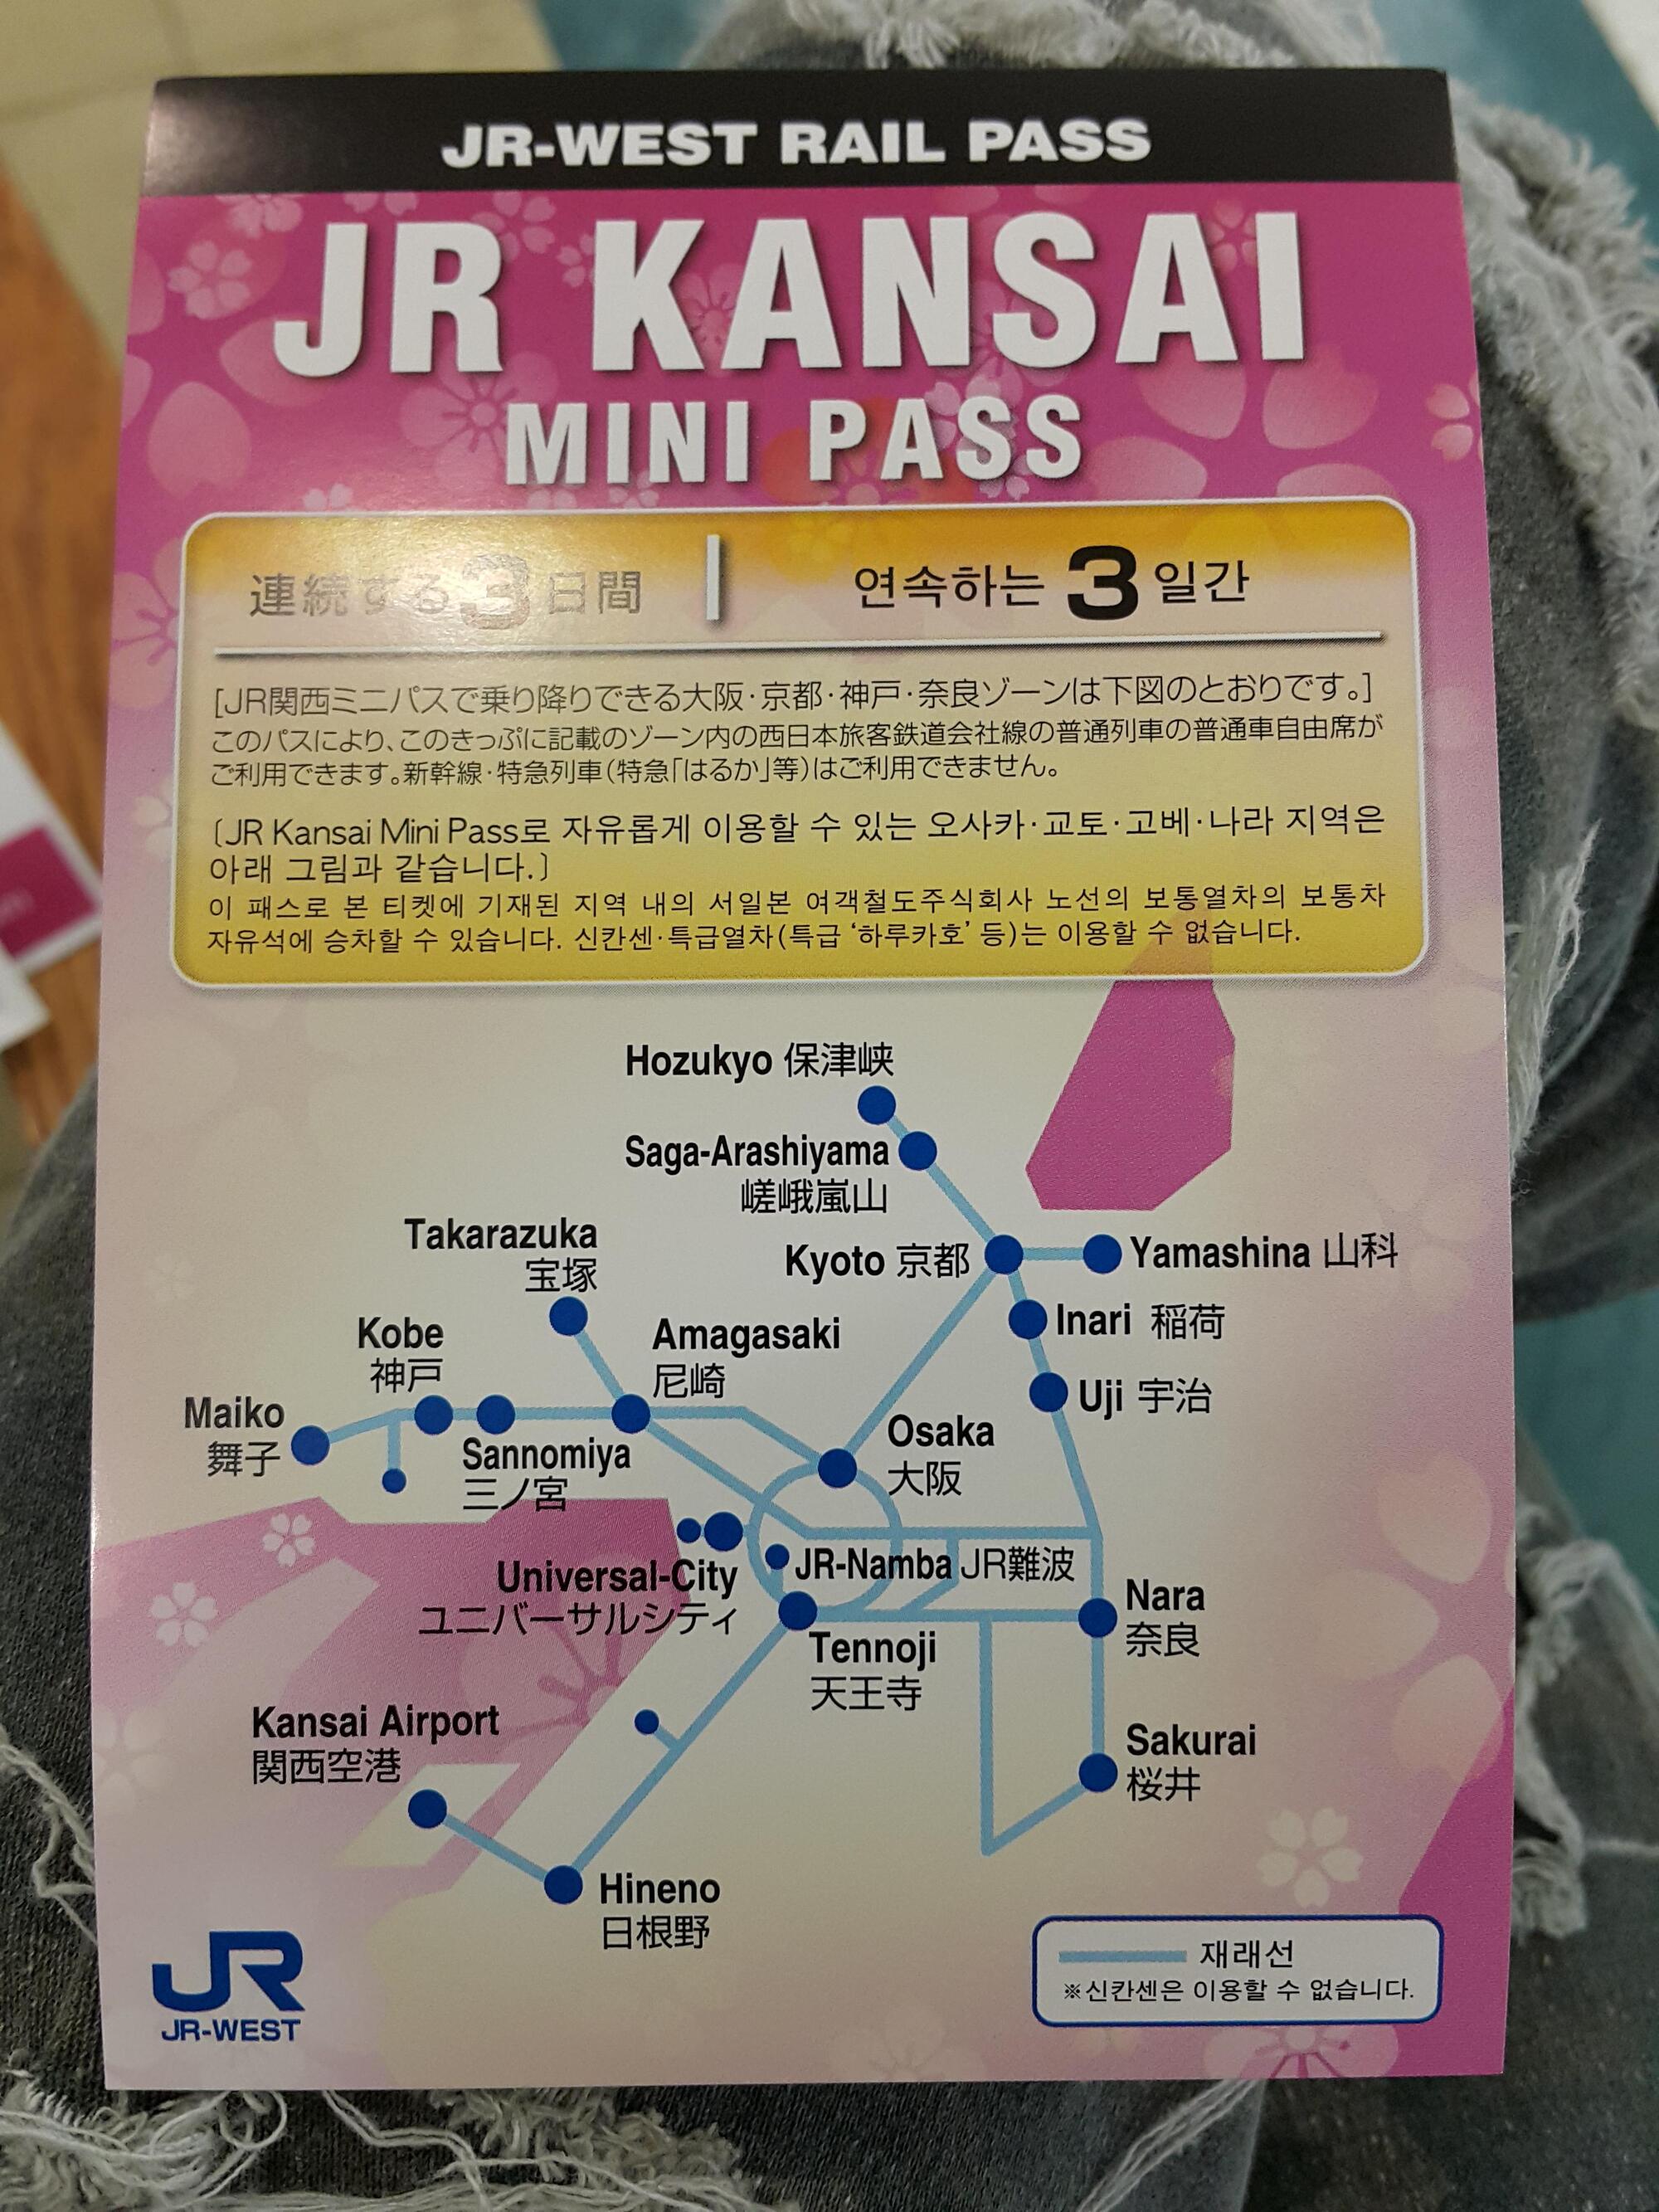 JR-WEST RAIL PASS
JR KANSAI
MINI PASS
連続する3日間
연속하는 3일간
[JR関西ミニパスで乗り降りできる大阪・京都・神戸・奈良ゾーンは下図のとおりです。]
このパスにより、このきっぷに記載のゾーン内の西日本旅客鉄道会社線の普通列車の普通車自由席が
ご利用できます。新幹線・特急列車(特急「はるか」等)はご利用できません。
〔JR Kansai Mini Pass로 자유롭게 이용할 수 있는 오사카·교토·고베·나라 지역은
아래 그림과 같습니다.〕
이 패스로 본 티켓에 기재된 지역 내의 서일본 여객철도주식회사 노선의 보통열차의 보통차
자유석에 승차할 수 있습니다. 신칸센·특급열차(특급 '하루카호' 등)는 이용할 수 없습니다.
Hozukyo 保津峡
Saga-Arashiyama
嵯峨嵐山
Takarazuka
宝塚
Kyoto 京都
Yamashina 山科
Inari 稲荷
Kobe
神戸
Amagasaki
尼崎
Uji 宇治
Maiko
舞子
Sannomiya
三ノ宮
Osaka
大阪
Universal-City
ユニバーサルシティ
JR-Namba JR難波
Nara
奈良
Tennoji
天王寺
Kansai Airport
関西空港
Sakurai
桜井
Hineno
日根野
재래선
※신칸센은 이용할 수 없습니다.
JR
JR-WEST